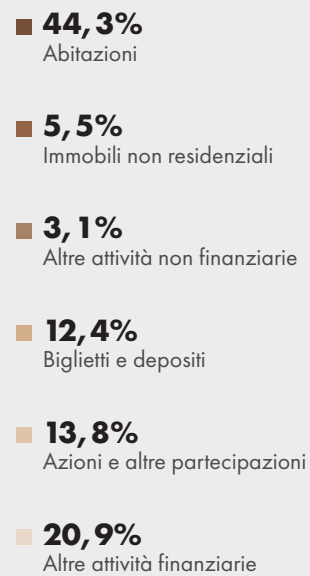 44,3%
Abitazioni
5,5%
Immobili non residenziali
3,1%
Altre attività non finanziarie
12,4%
Biglietti e depositi
13,8%
Azioni e altre partecipazioni
20,9%
Altre attività finanziarie